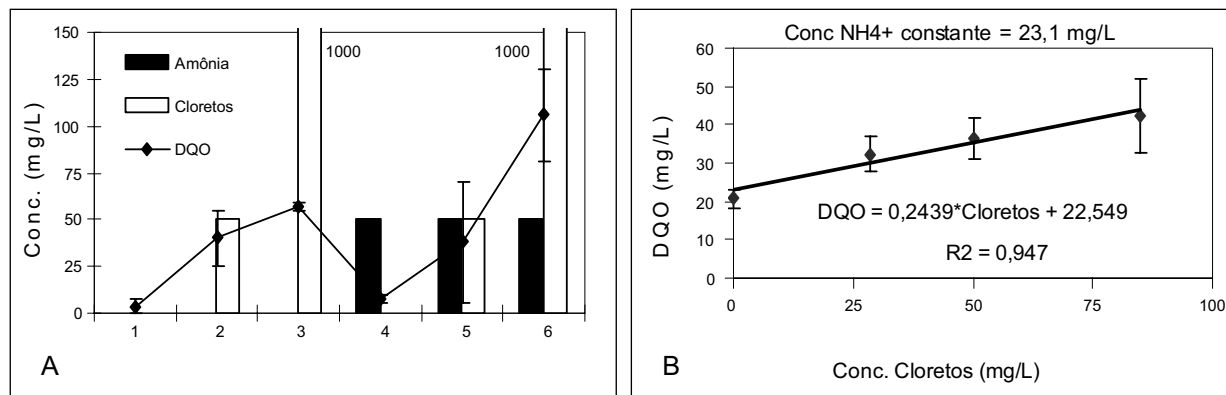 150
125
100
75
50
25
0
Conc. (mg/L)
Amônia
Cloretos
DQO
1000
1000
1
2
3
4
5
6
A
Conc NH4+ constante = 23,1 mg/L
60
50
40
30
20
10
0
DQO (mg/L)
DQO = 0,2439*Cloretos + 22,549
R2 = 0,947
0
25
50
75
100
Conc. Cloretos (mg/L)
B